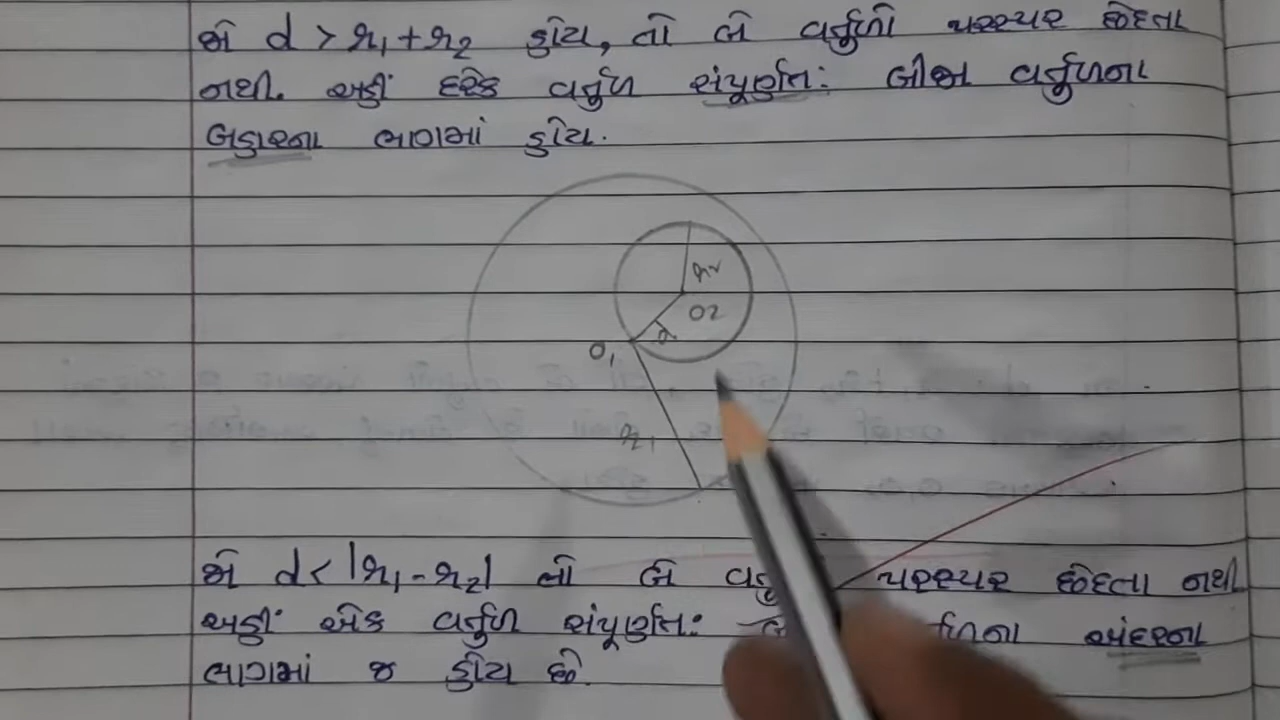 જો d > r₁ + r₂ હોય, તો બે વર્તુળો પરસ્પર છેદતા
નથી. અહીં દરેક વર્તુળ સંપૂર્ણતઃ બીજા વર્તુળના
બહારના ભાગમાં હોય.
r₂
O2
d
O₁
r₁
જો d < |r₁ - r₂| તો બે પરસ્પર છેદતા નથી
અહીં એક વર્તુળ સંપૂર્ણતઃ અંદરના
ભાગમાં જ હોય છે.